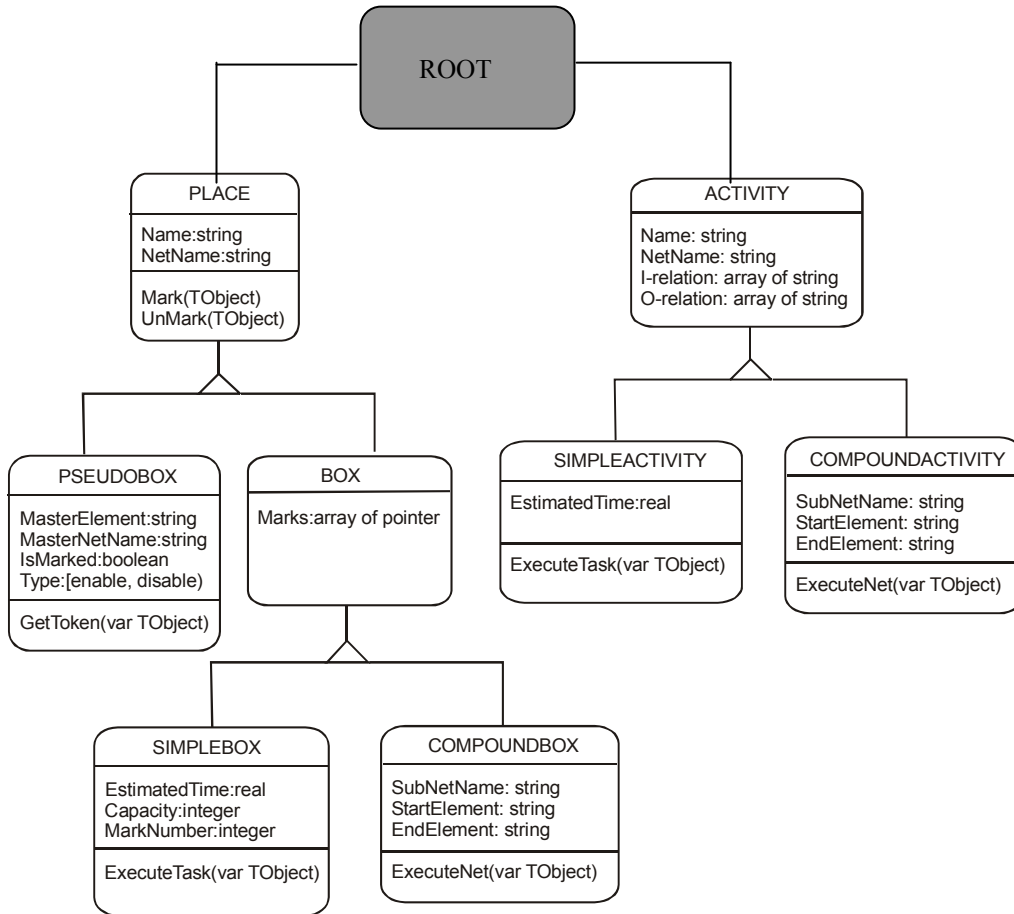 ROOT
PLACE
Name:string
NetName:string
Mark(TObject)
UnMark(TObject)
ACTIVITY
Name: string
NetName: string
I-relation: array of string
O-relation: array of string
PSEUDOBOX
MasterElement:string
MasterNetName:string
IsMarked:boolean
Type:[enable, disable)
GetToken(var TObject)
BOX
Marks:array of pointer
SIMPLEACTIVITY
EstimatedTime:real
ExecuteTask(var TObject)
COMPOUNDACTIVITY
SubNetName: string
StartElement: string
EndElement: string
ExecuteNet(var TObject)
SIMPLEBOX
EstimatedTime:real
Capacity:integer
MarkNumber:integer
ExecuteTask(var TObject)
COMPOUNDBOX
SubNetName: string
StartElement: string
EndElement: string
ExecuteNet(var TObject)